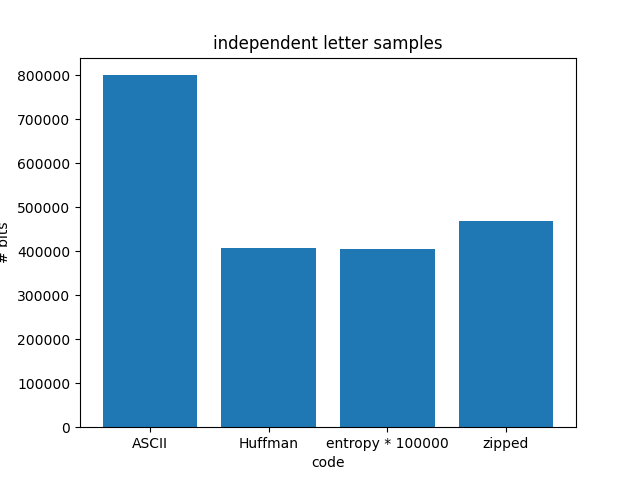 independent letter samples
800000
700000
600000
500000
400000
300000
200000
100000
0
# bits
ASCII Huffman entropy * 100000 zipped
code